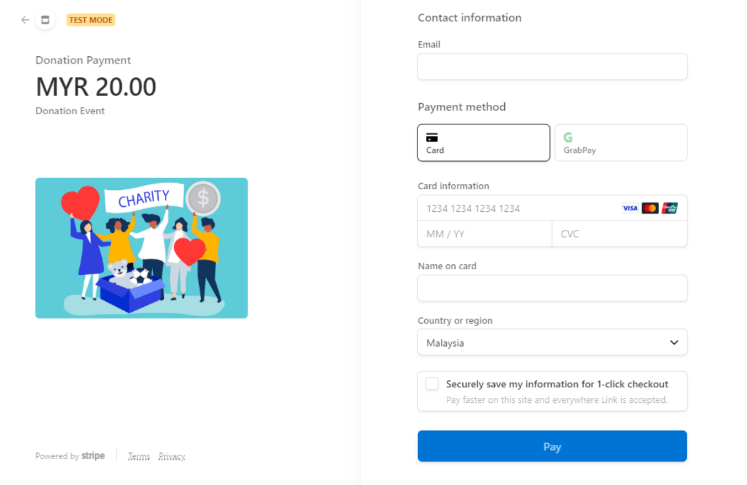 TEST MODE
Donation Payment
MYR 20.00
Donation Event
CHARITY
$
Powered by stripe
Terms Privacy
Contact information
Email
Payment method
Card
G
GrabPay
Card information
1234 1234 1234 1234
VISA
MM / YY
CVC
Name on card
Country or region
Malaysia
Securely save my information for 1-click checkout
Pay faster on this site and everywhere Link is accepted.
Pay